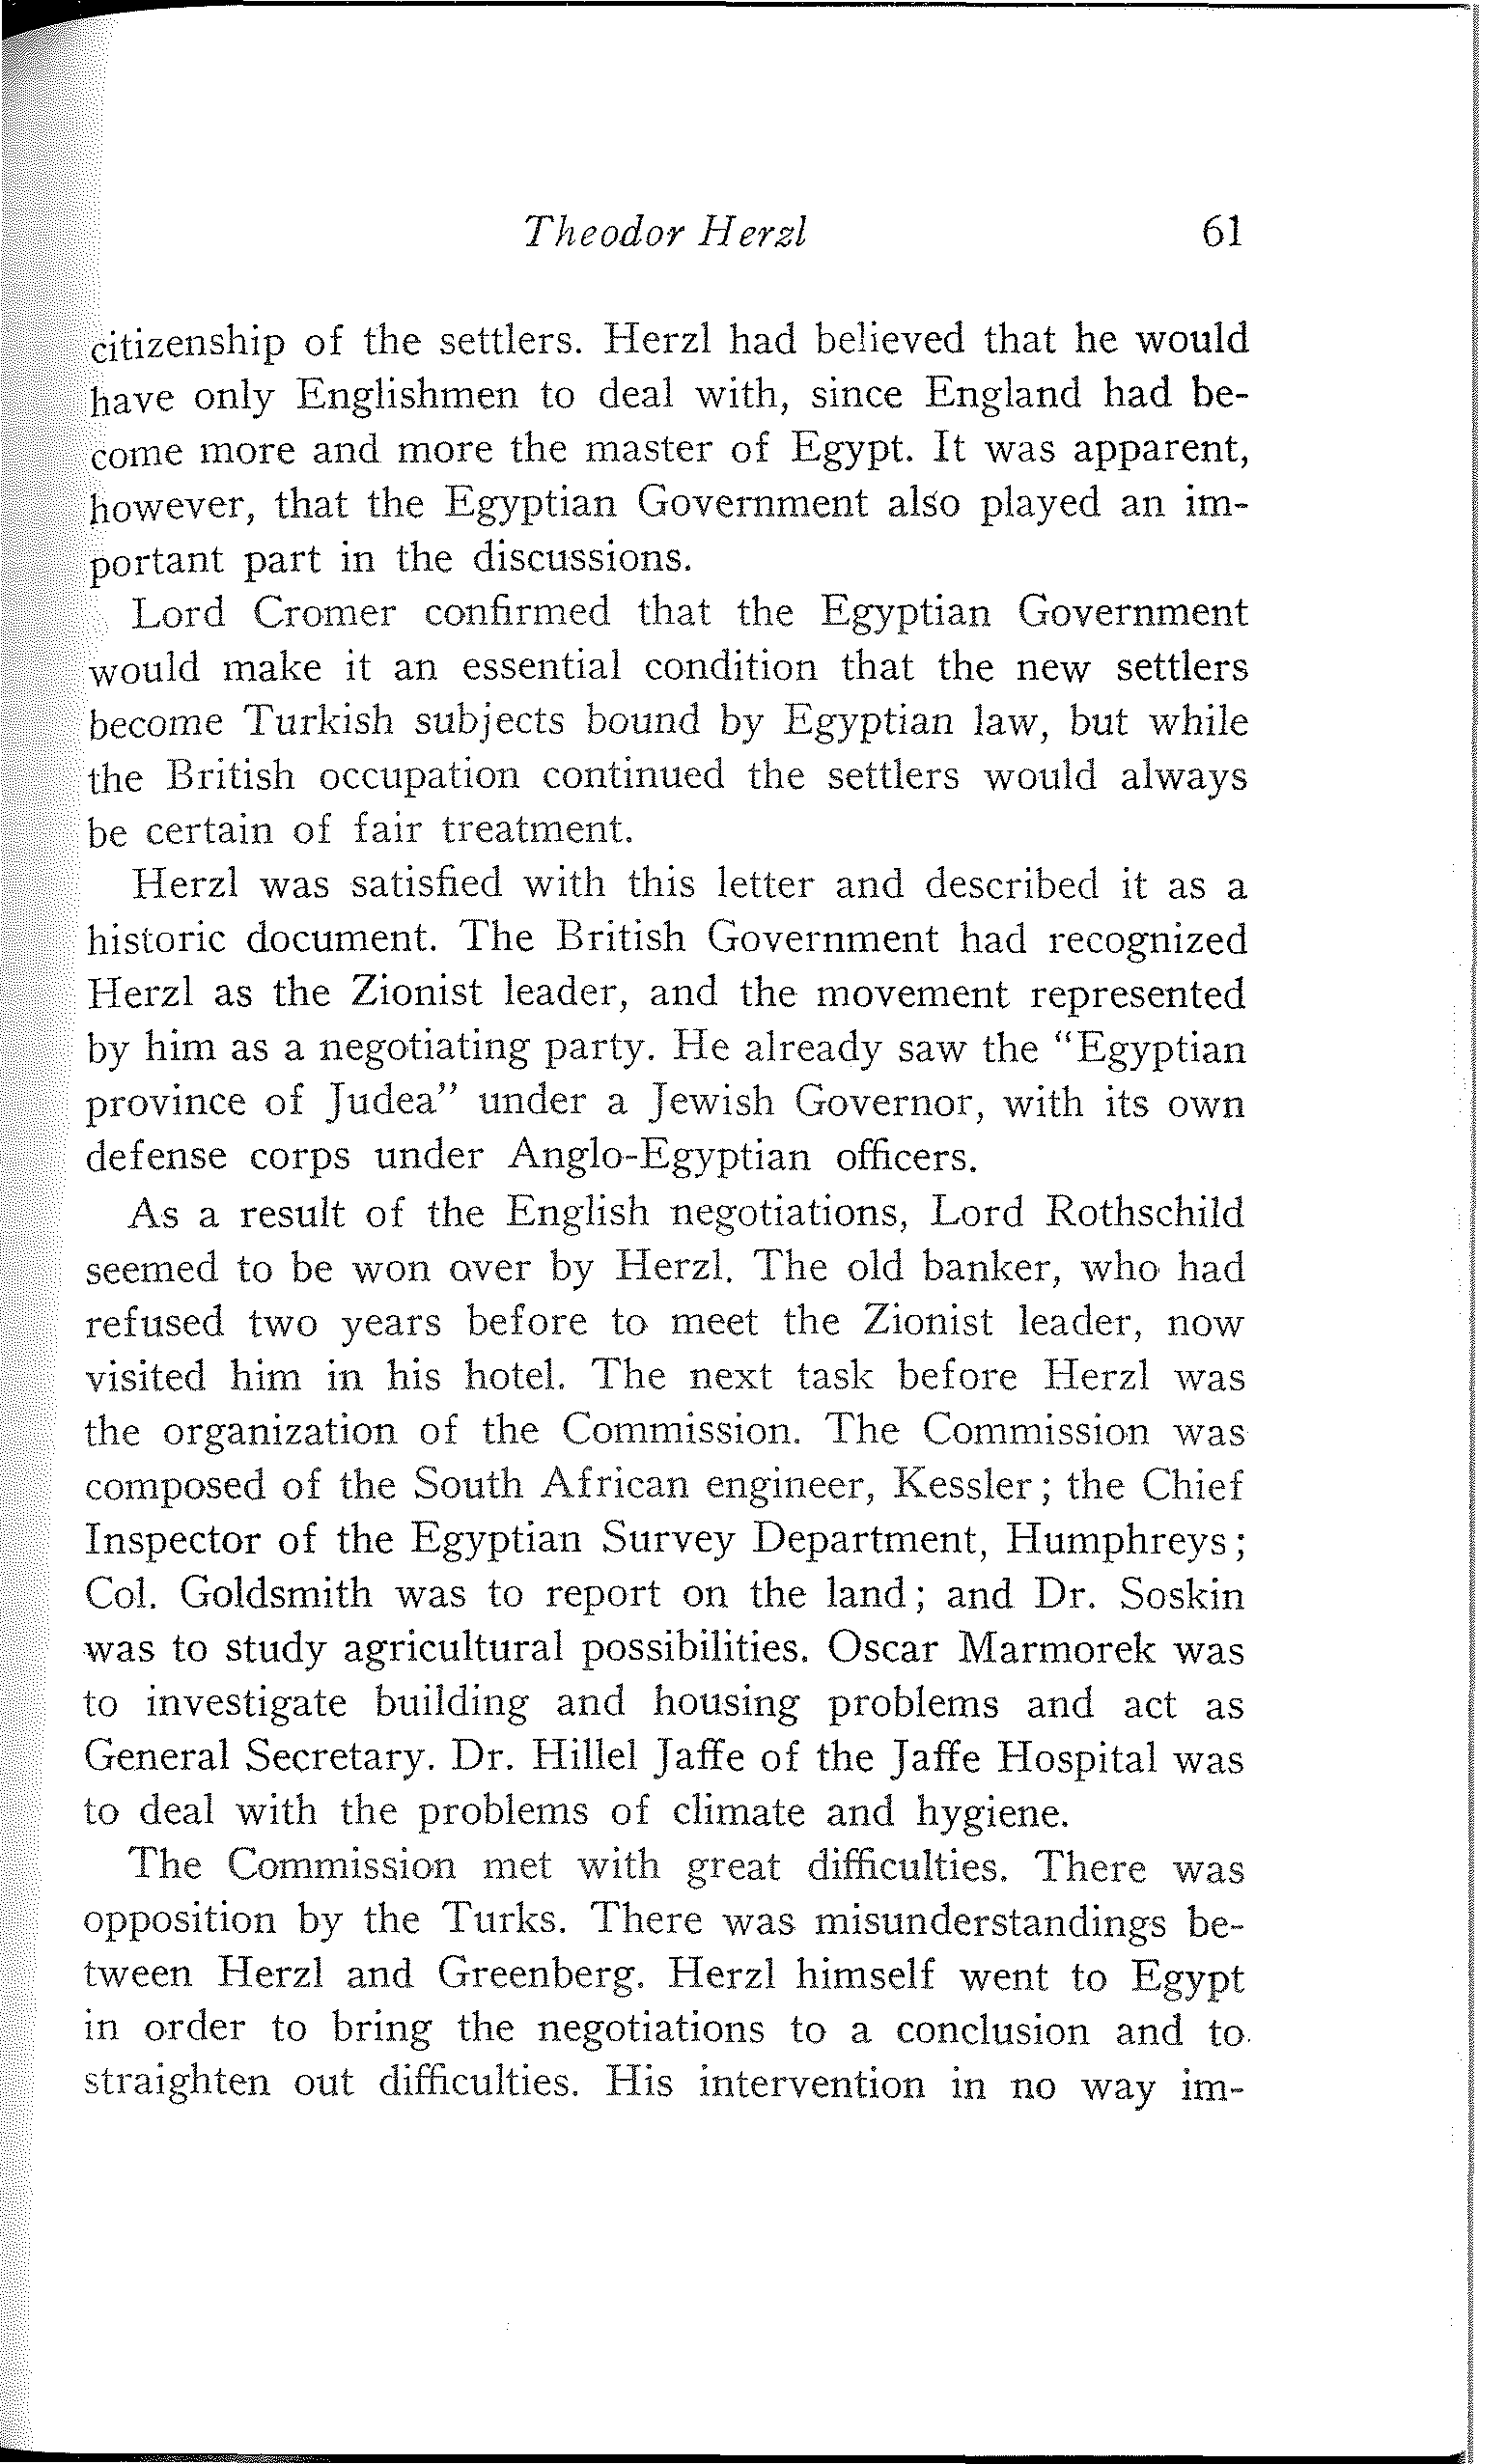 Theodor Herzl 61
citizenship of the settlers. Herzl had believed that he would
have only Englishmen to deal with, since England had be-
come more and more the master of Egypt. It was apparent,
however, that the Egyptian Government also played an im-
portant part in the discussions.
Lord Cromer confirmed that the Egyptian Government
would make it an essential condition that the new settlers
become Turkish subjects bound by Egyptian law, but while
the British occupation continued the settlers would always
be certain of fair treatment.
Herzl was satisfied with this letter and described it as a
historic document. The British Government had recognized
Herzl as the Zionist leader, and the movement represented
by him as a negotiating party. He already saw the "Egyptian
province of Judea" under a Jewish Governor, with its own
defense corps under Anglo-Egyptian officers.
As a result of the English negotiations, Lord Rothschild
seemed to be won over by Herzl. The old banker, who had
refused two years before to meet the Zionist leader, now
visited him in his hotel. The next task before Herzl was
the organization of the Commission. The Commission was
composed of the South African engineer, Kessler; the Chief
Inspector of the Egyptian Survey Department, Humphreys;
Col. Goldsmith was to report on the land; and Dr. Soskin
was to study agricultural possibilities. Oscar Marmorek was
to investigate building and housing problems and act as
General Secretary. Dr. Hillel Jaffe of the Jaffe Hospital was
to deal with the problems of climate and hygiene.
The Commission met with great difficulties. There was
opposition by the Turks. There was misunderstandings be-
tween Herzl and Greenberg. Herzl himself went to Egypt
in order to bring the negotiations to a conclusion and to
straighten out difficulties. His intervention in no way im-